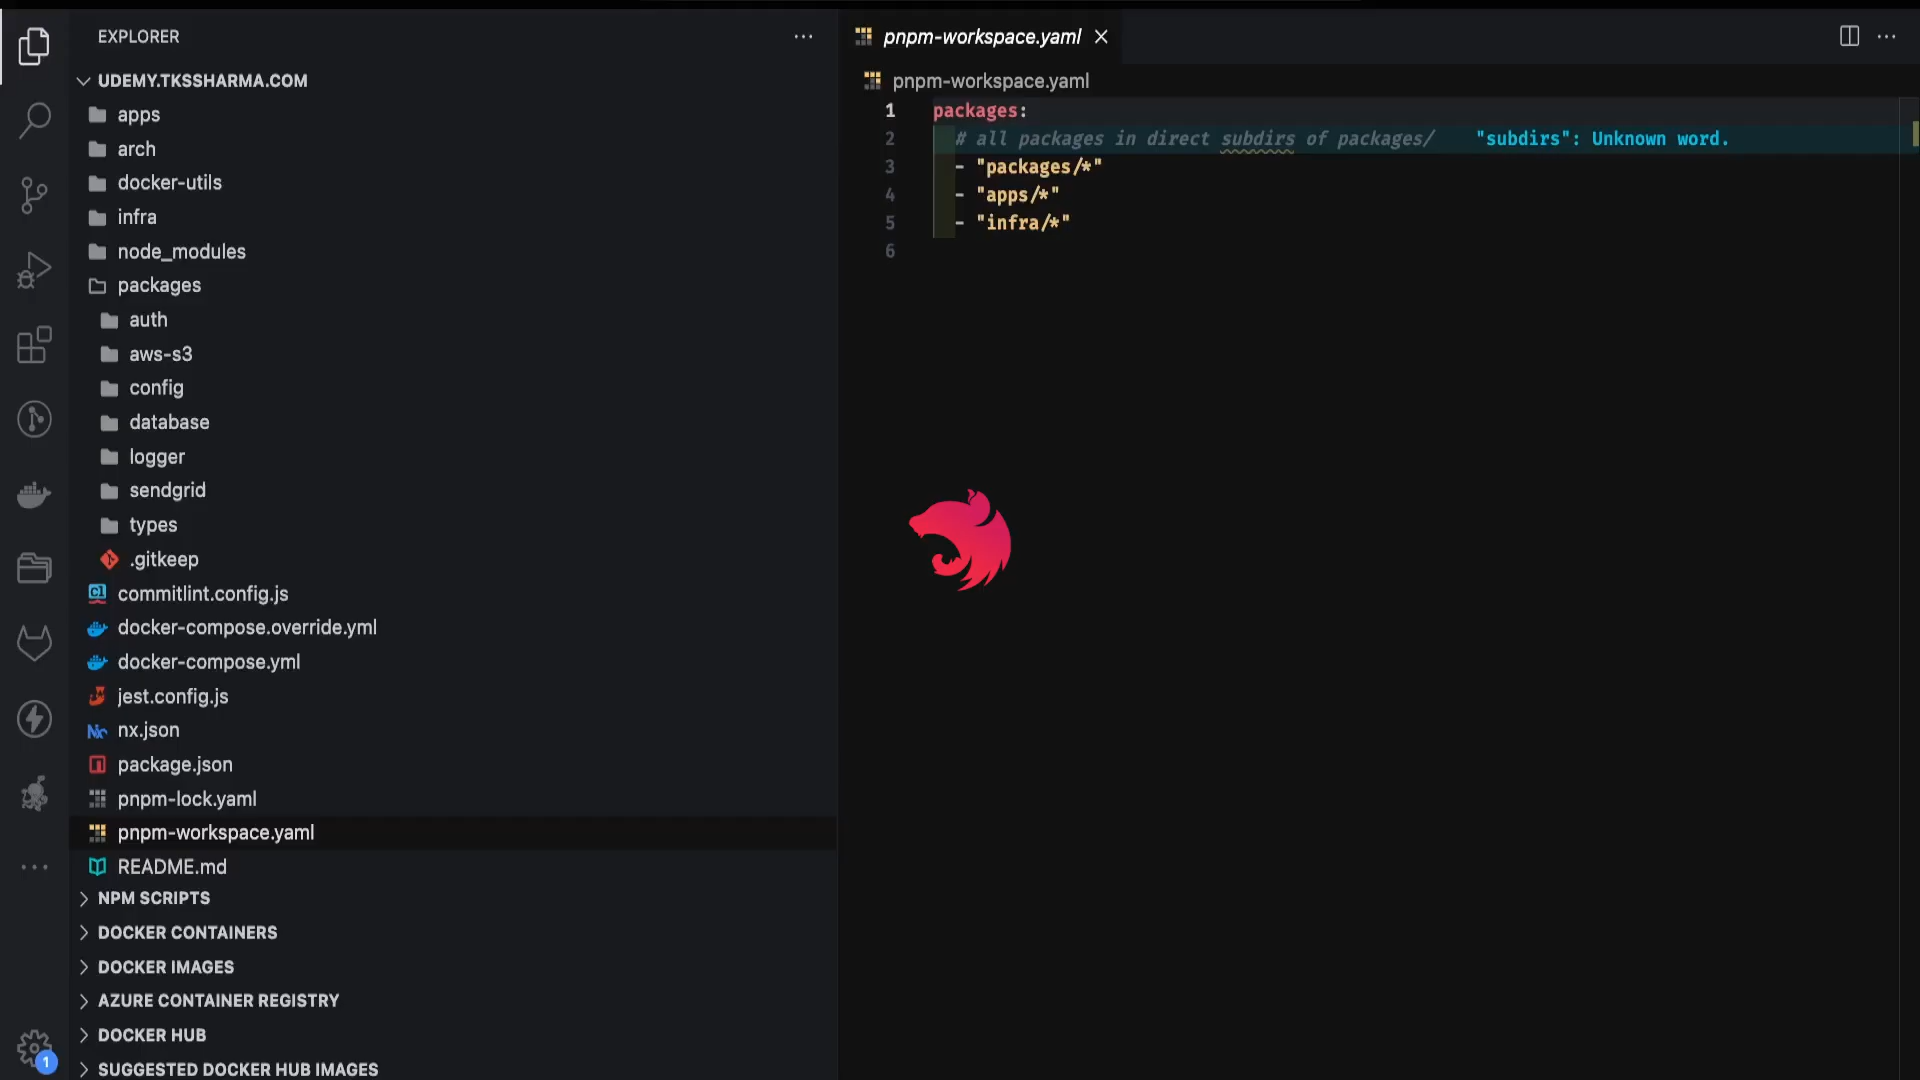 EXPLORER
UDEMY.TKSSHARMA.COM
apps
arch
docker-utils
infra
node_modules
packages
auth
aws-s3
config
database
logger
sendgrid
types
.gitkeep
commitlint.config.js
docker-compose.override.yml
docker-compose.yml
jest.config.js
nx.json
package.json
pnpm-lock.yaml
pnpm-workspace.yaml
README.md
NPM SCRIPTS
DOCKER CONTAINERS
DOCKER IMAGES
AZURE CONTAINER REGISTRY
DOCKER HUB
SUGGESTED DOCKER HUB IMAGES
1
pnpm-workspace.yaml
pnpm-workspace.yaml
1 packages:
2 # all packages in direct subdirs of packages/ "subdirs": Unknown word.
3 - "packages/*"
4 - "apps/*"
5 - "infra/*"
6